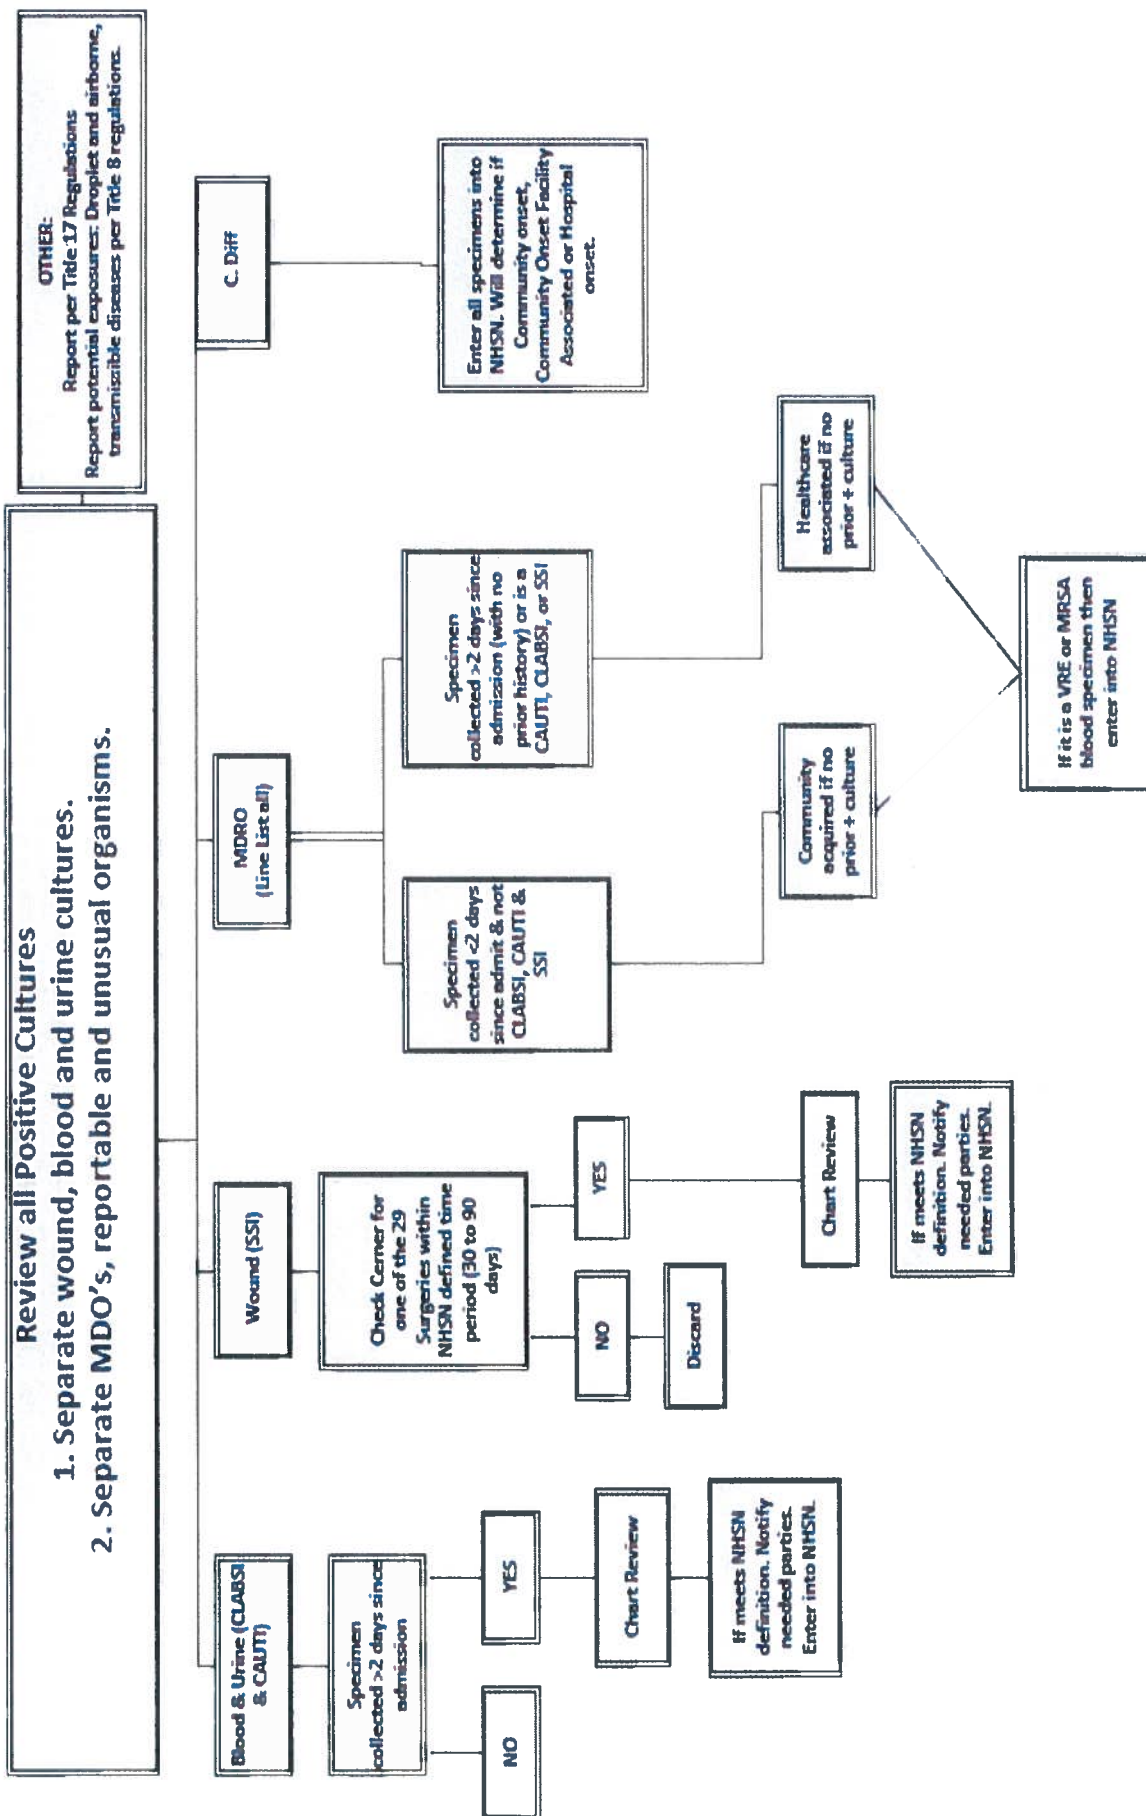 Review all Positive Cultures
1. Separate wound, blood and urine cultures.
2. Separate MDO's, reportable and unusual organisms.
OTHER:
Report per Title 17 Regulations
Report potential exposures: Droplet and airborne,
transmissible diseases per Title 8 regulations.
Blood & Urine (CLABSI
& CAUTI)
Specimen
collected >2 days since
admission
NO
YES
Chart Review
If meets NHSN
definition. Notify
needed parties.
Enter into NHSN.
Wound (SSI)
Check Cerner for
one of the 29
Surgeries within
NHSN defined time
period (30 to 90
days)
NO
Discard
YES
Chart Review
If meets NHSN
definition. Notify
needed parties.
Enter into NHSN.
MDRO
(Line List all)
Specimen
collected <2 days
since admit & not
CLABSI, CAUTI &
SSI
Community
acquired if no
prior + culture
Specimen
collected >2 days since
admission (with no
prior history) or is a
CAUTI, CLABSI, or SSI
Healthcare
associated if no
prior + culture
If it is a VRE or MRSA
blood specimen then
enter into NHSN
C. Diff
Enter all specimens into
NHSN. Will determine if
Community onset,
Community Onset Facility
Associated or Hospital
onset.